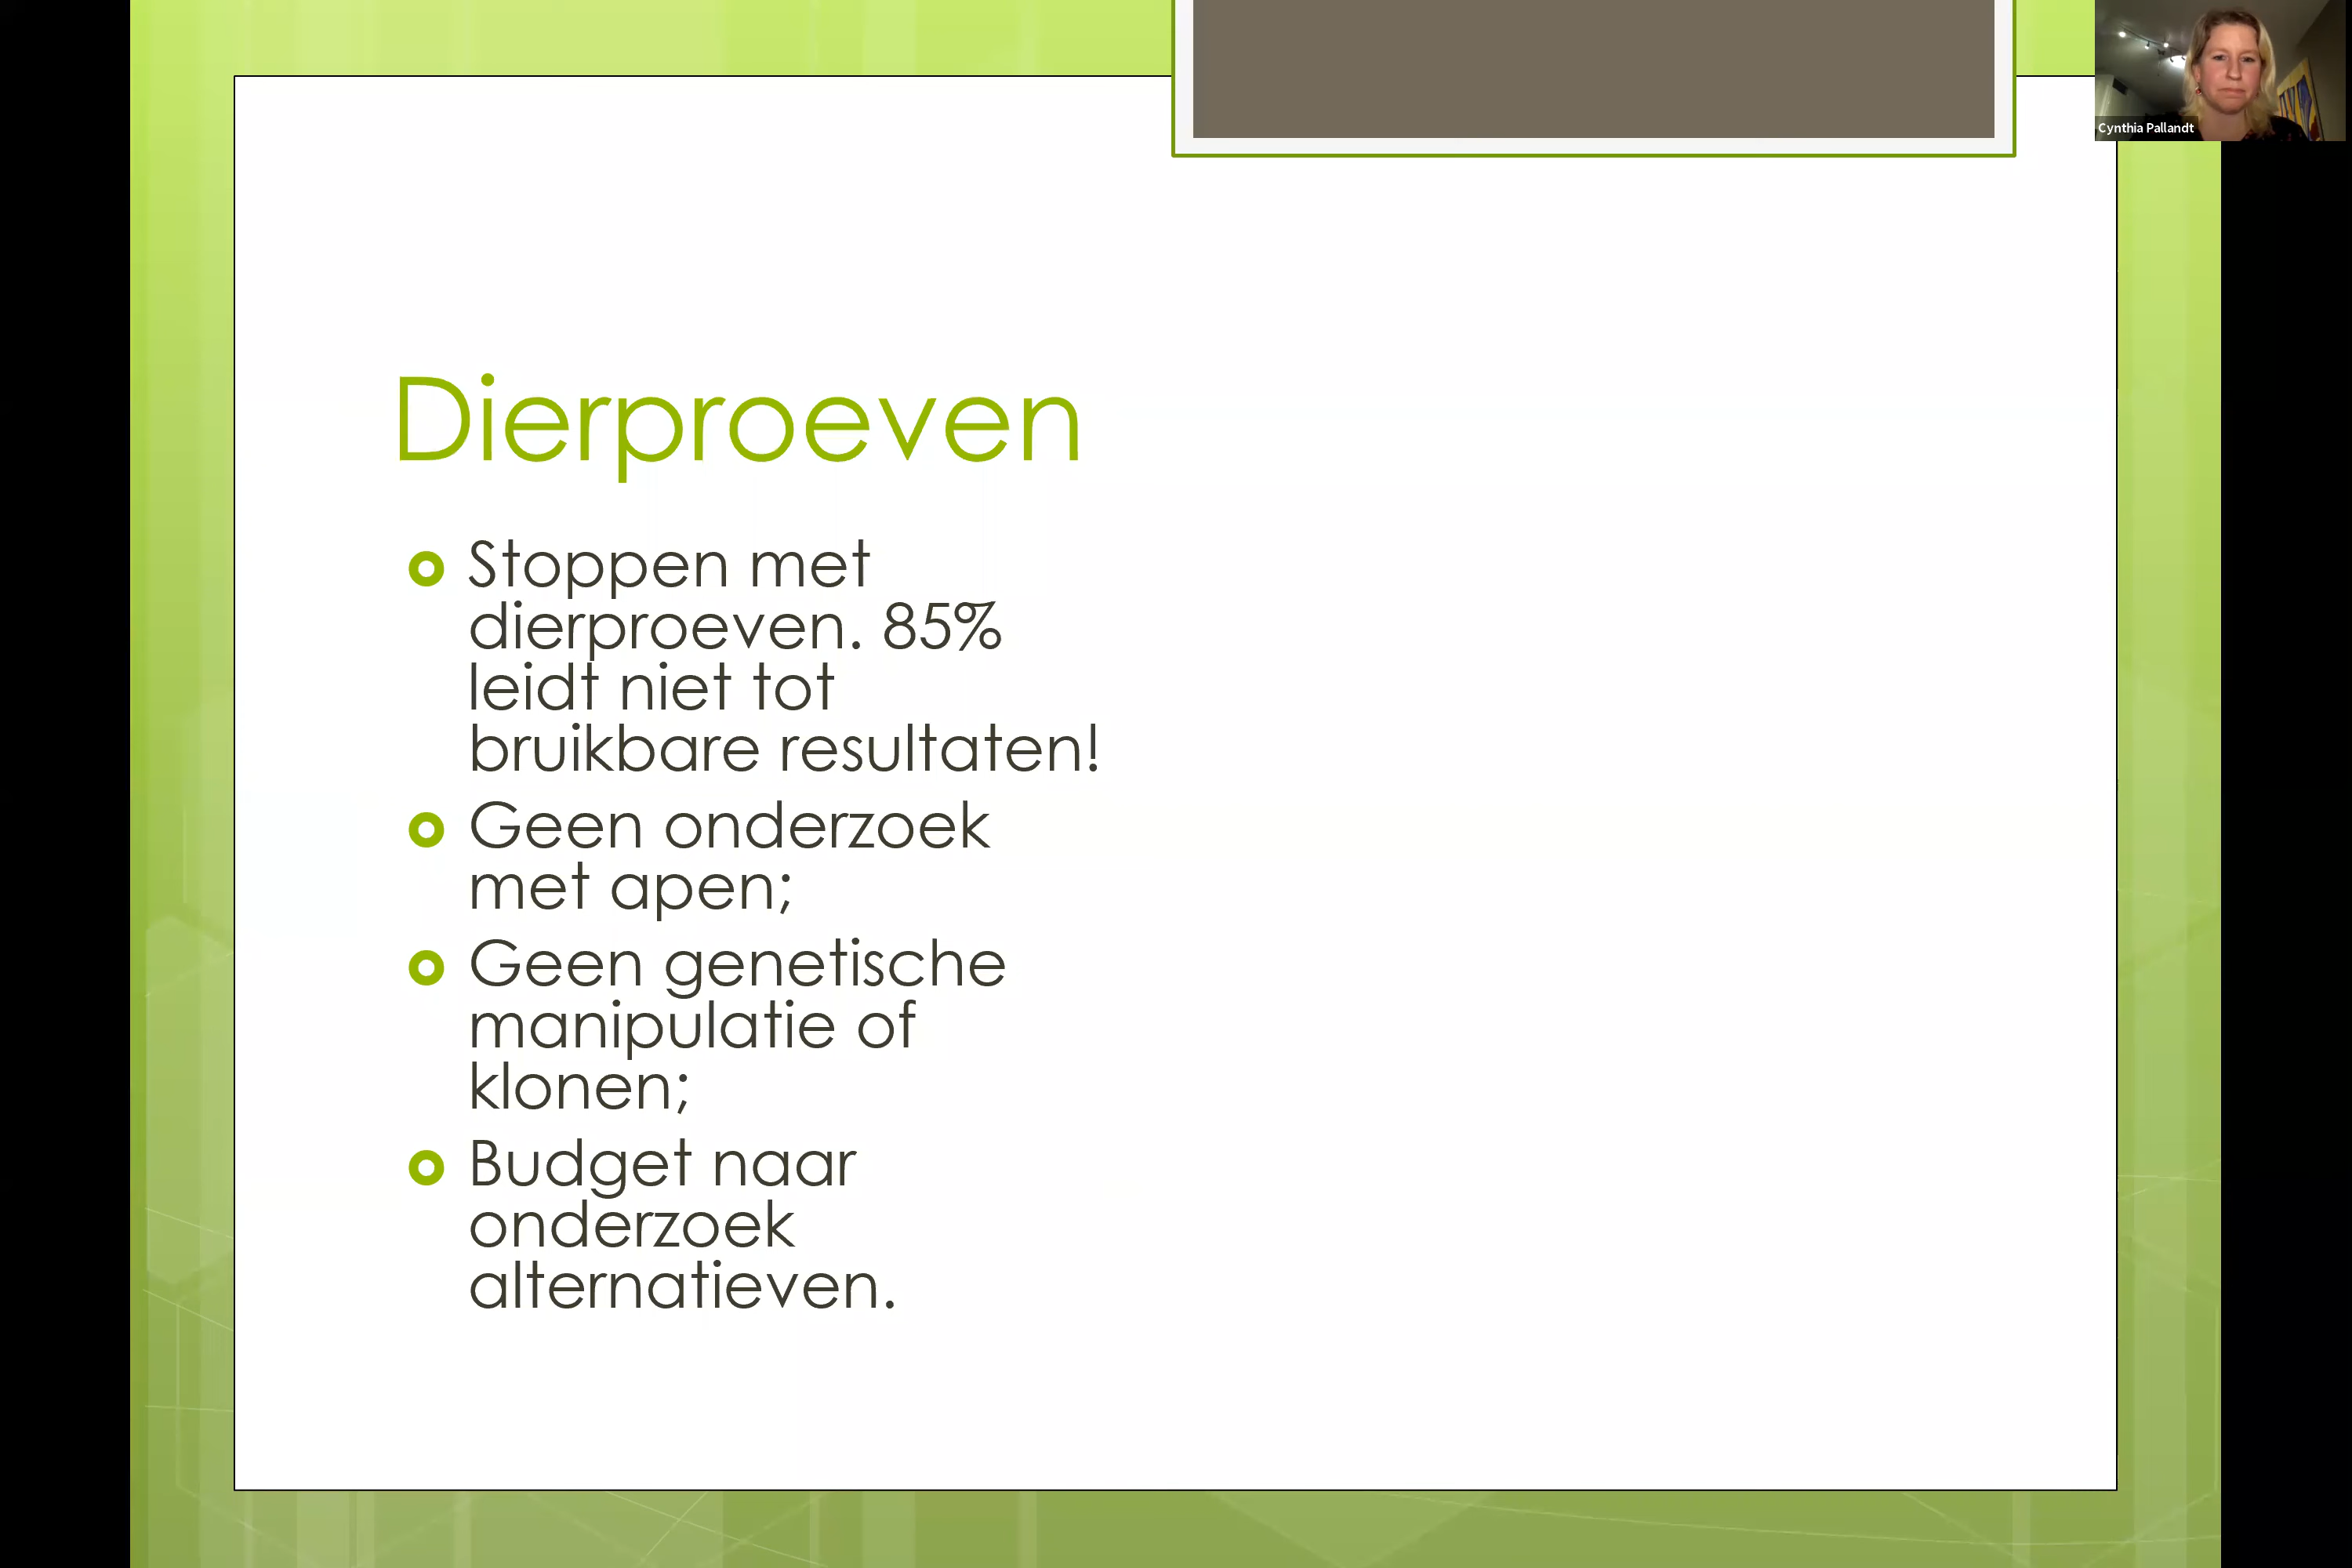 Cynthia Pallandt
Dierproeven
Stoppen met
dierproeven. 85%
leidt niet tot
bruikbare resultaten!
Geen onderzoek
met apen;
Geen genetische
manipulatie of
klonen;
Budget naar
onderzoek
alternatieven.